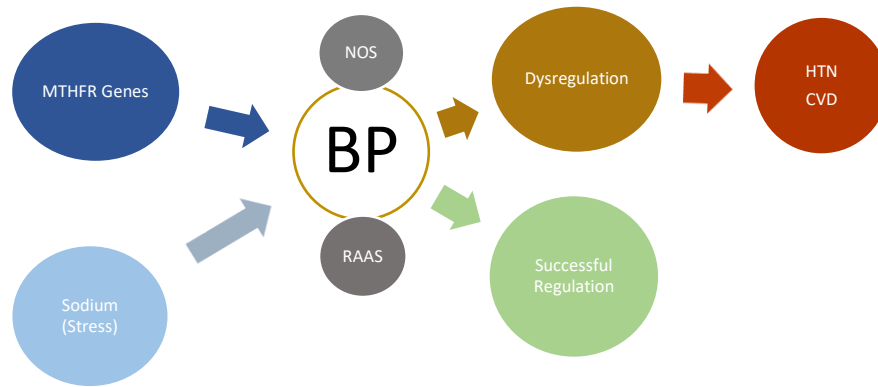 MTHFR Genes
Sodium
(Stress)
NOS
BP
RAAS
Dysregulation
Successful
Regulation
HTN
CVD